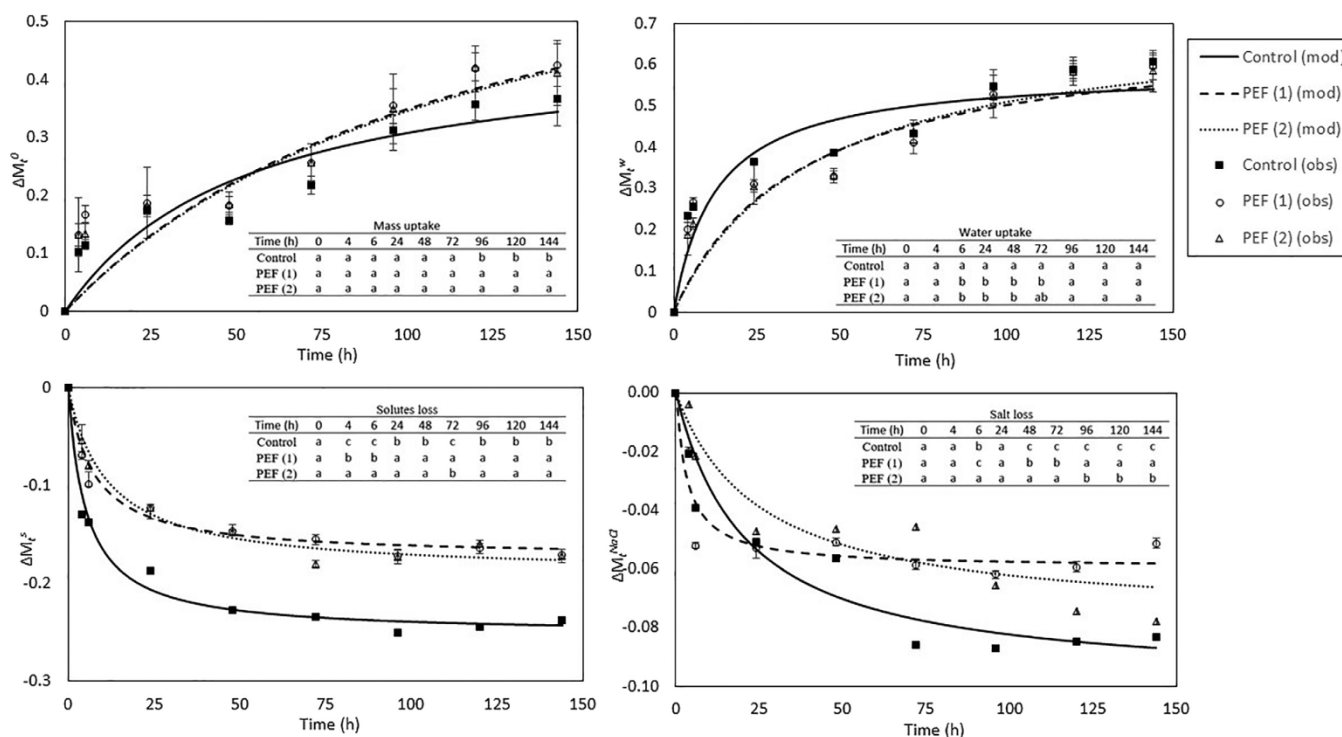 0.5
0.4
0.3
0.2
0.1
0
ΔMₜ⁰
0 25 50 75 100 125 150
Time (h)
Mass uptake
Time (h) 0 4 6 24 48 72 96 120 144
Control a a a a a a b b b
PEF (1) a a a a a a a a a
PEF (2) a a a a a a a a a
0.7
0.6
0.5
0.4
0.3
0.2
0.1
0
ΔMₜʷ
0 25 50 75 100 125 150
Time (h)
Water uptake
Time (h) 0 4 6 24 48 72 96 120 144
Control a a a a a a a a a
PEF (1) a a b b b b a a a
PEF (2) a a b b b ab a a a
Control (mod)
PEF (1) (mod)
PEF (2) (mod)
Control (obs)
PEF (1) (obs)
PEF (2) (obs)
0
-0.1
-0.2
-0.3
ΔMₜˢ
0 25 50 75 100 125 150
Time (h)
Solutes loss
Time (h) 0 4 6 24 48 72 96 120 144
Control a c c b b c b b b
PEF (1) a b b a a a a a a
PEF (2) a a a a a b a a a
0.00
-0.02
-0.04
-0.06
-0.08
-0.10
ΔMₜᴺᵃᶜˡ
0 25 50 75 100 125 150
Time (h)
Salt loss
Time (h) 0 4 6 24 48 72 96 120 144
Control a a b a c c c c c
PEF (1) a a c a b b a a a
PEF (2) a a a a a a b b b